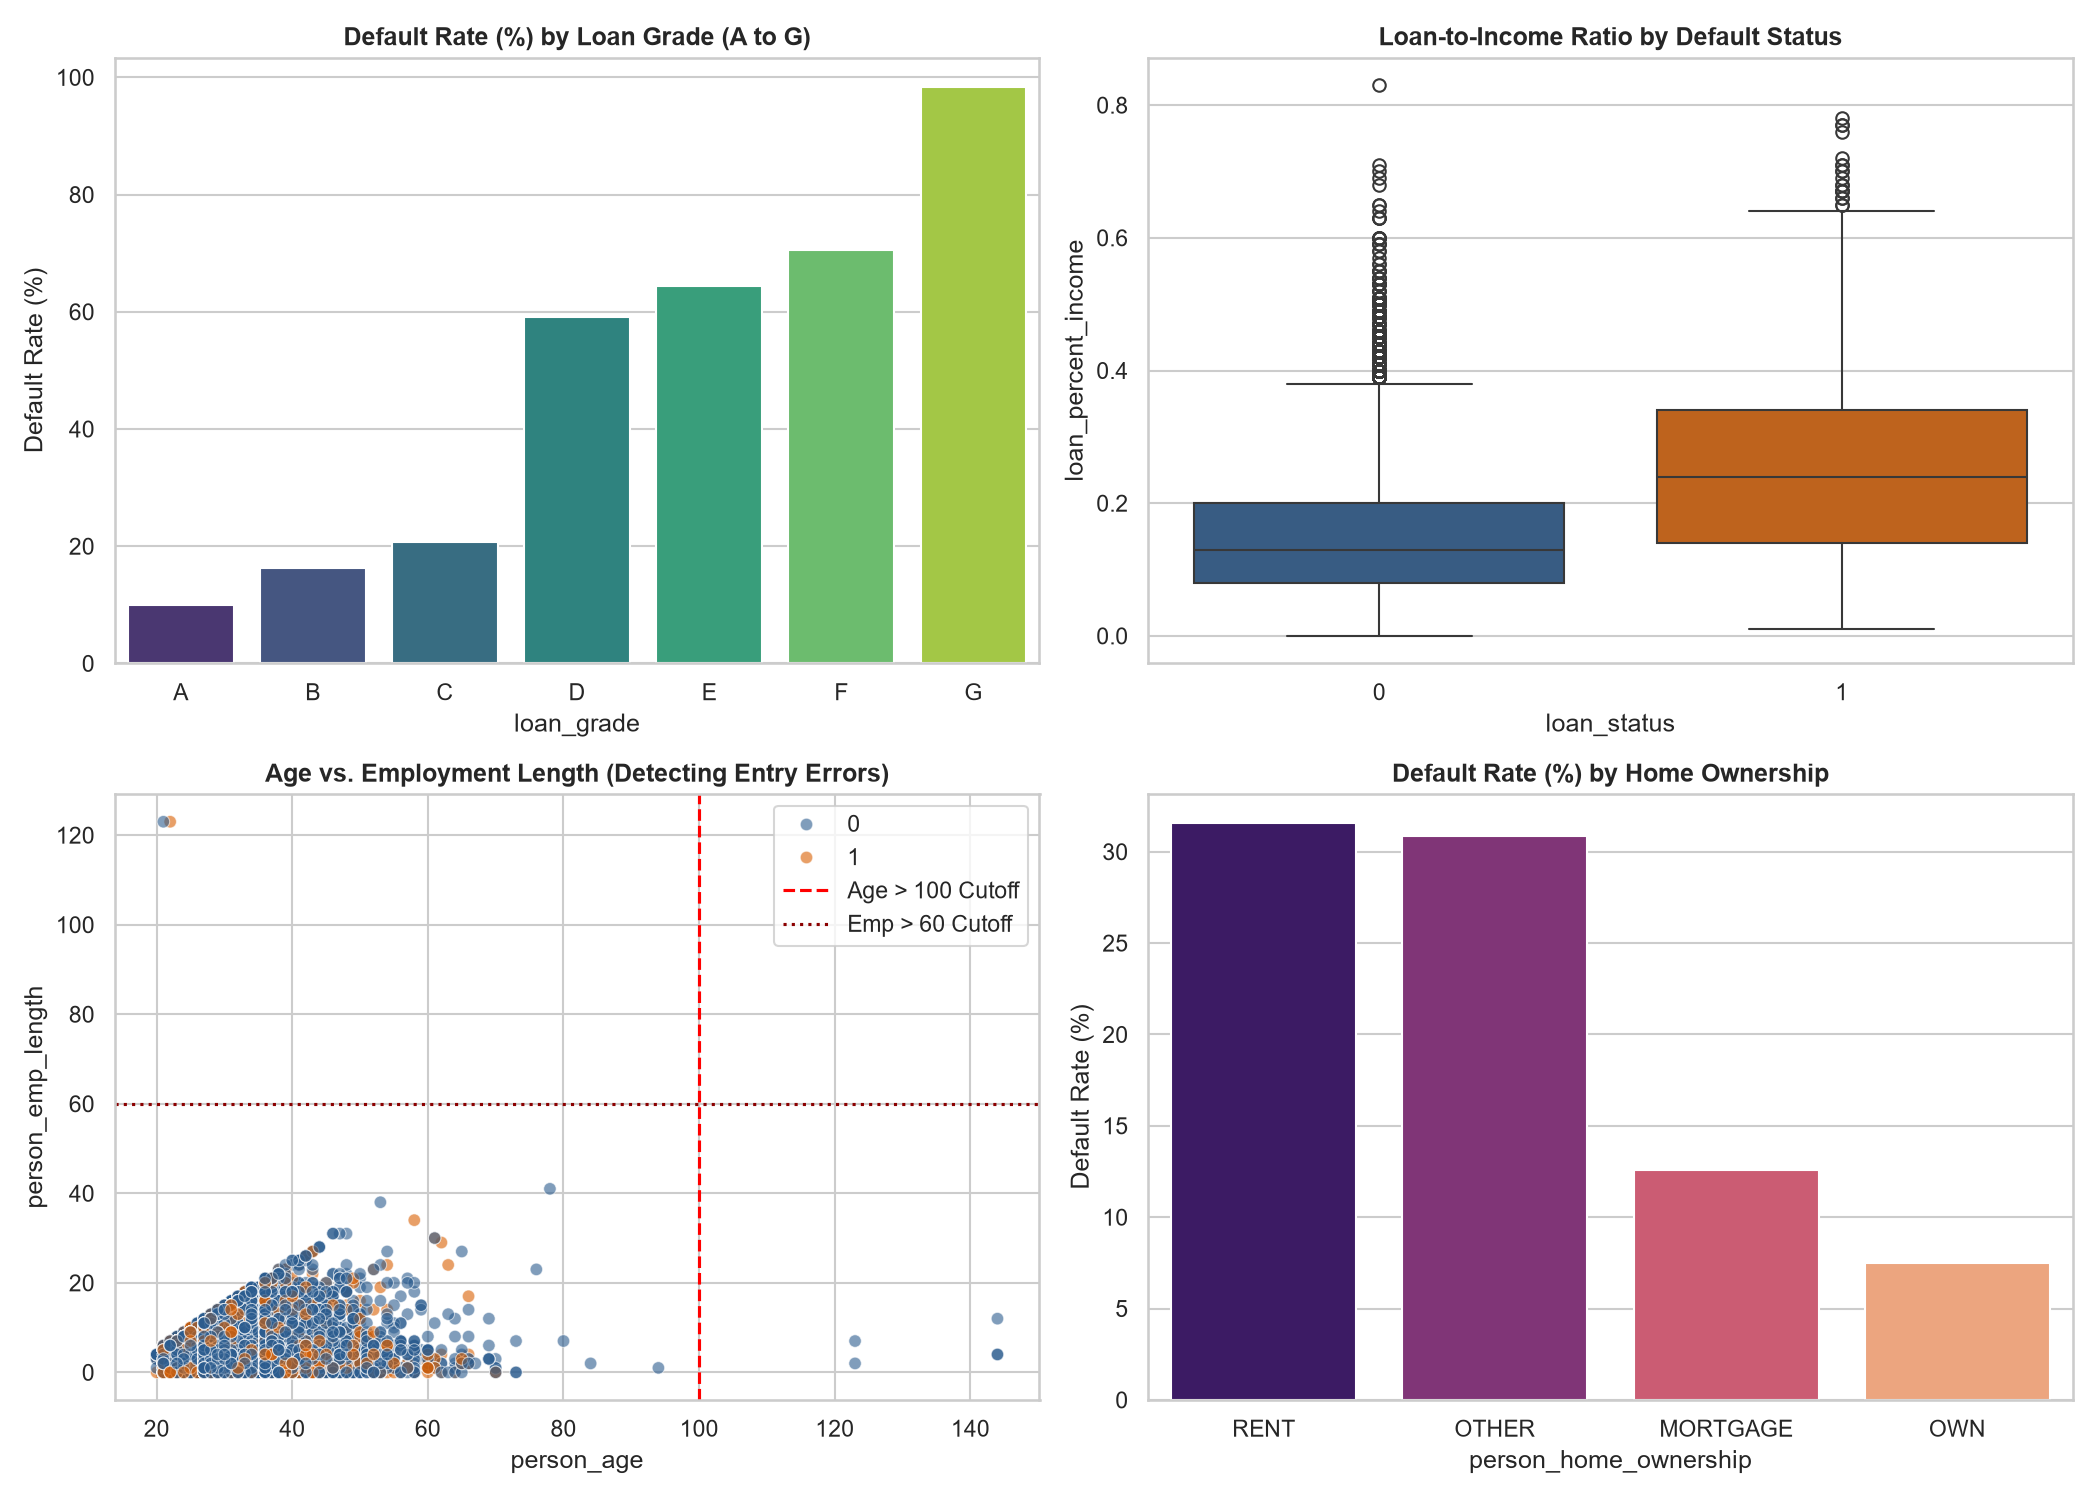 Default Rate (%) by Loan Grade (A to G)
Default Rate (%)
100
80
60
40
20
0
A B C D E F G
loan_grade
Loan-to-Income Ratio by Default Status
loan_percent_income
0.8
0.6
0.4
0.2
0.0
0 1
loan_status
Age vs. Employment Length (Detecting Entry Errors)
person_emp_length
120
100
80
60
40
20
0
0
1
Age > 100 Cutoff
Emp > 60 Cutoff
20 40 60 80 100 120 140
person_age
Default Rate (%) by Home Ownership
Default Rate (%)
30
25
20
15
10
5
0
RENT OTHER MORTGAGE OWN
person_home_ownership